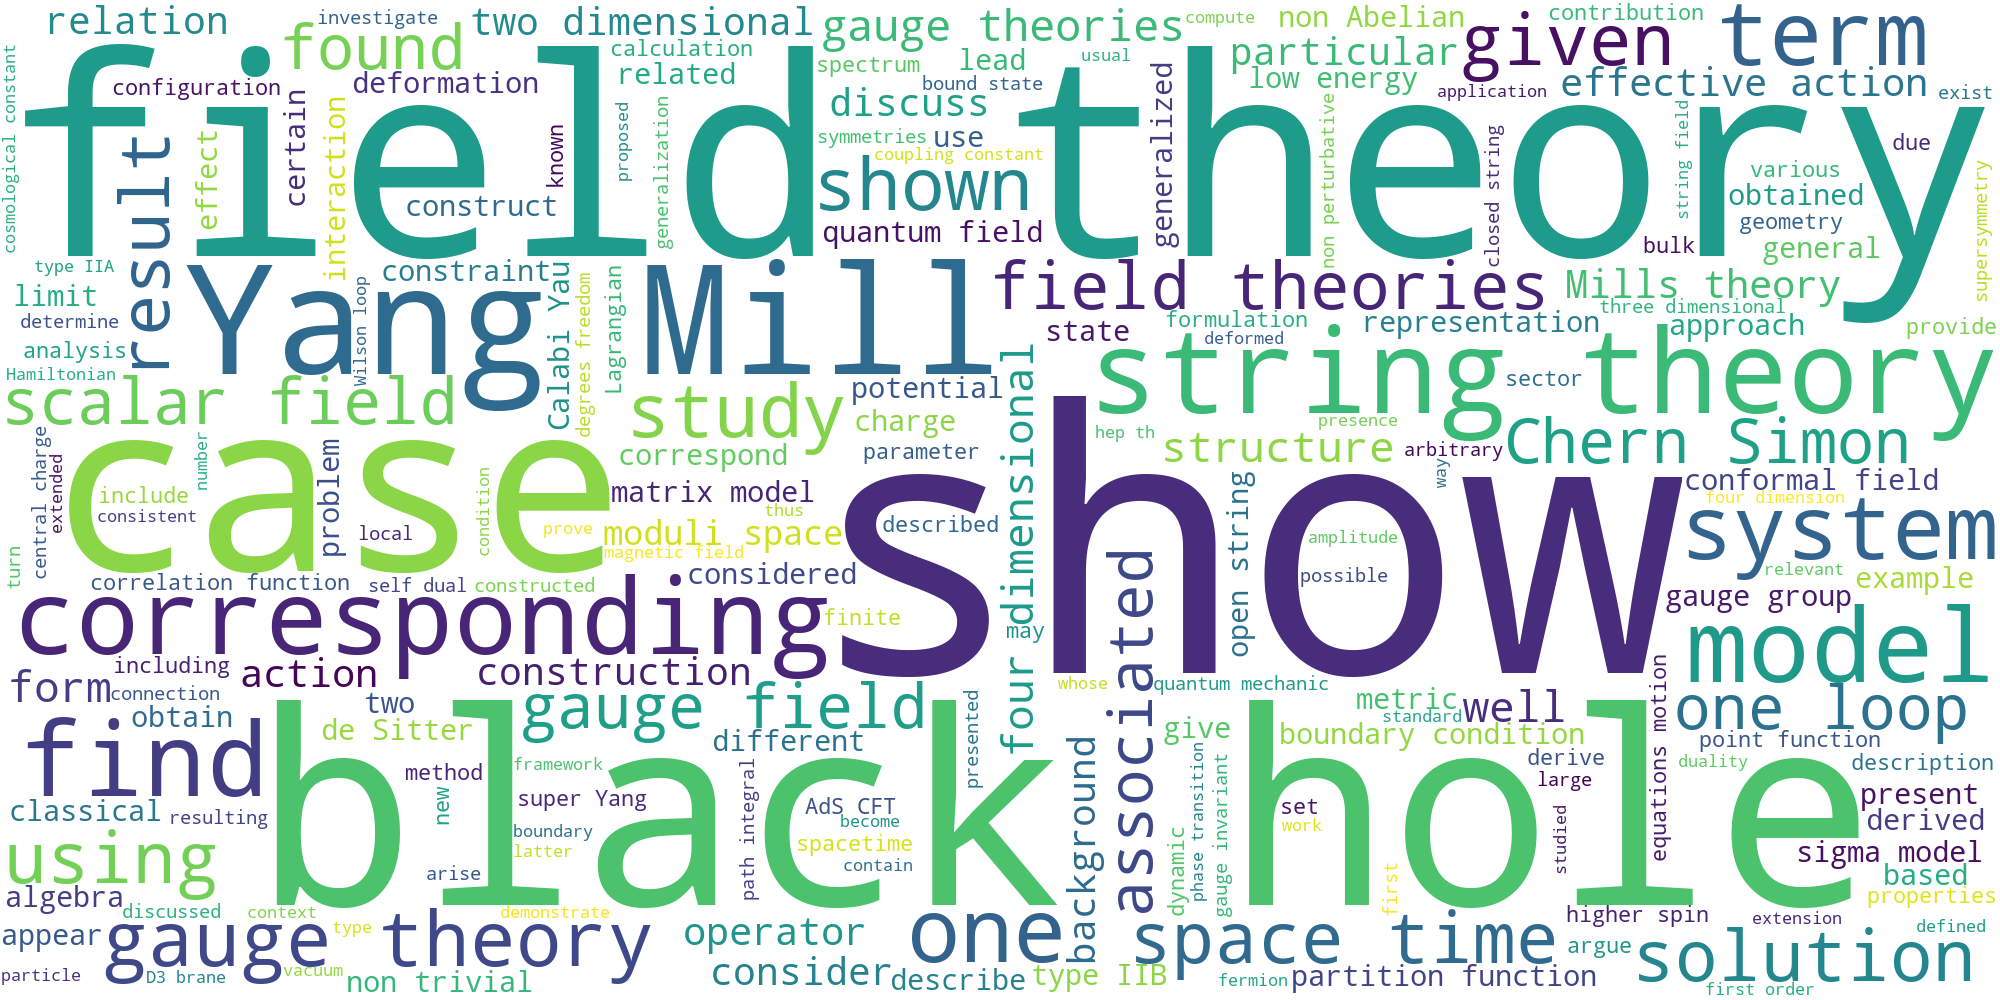 relation
investigate
two dimensional
gauge theories
compute
non Abelian
contribution
given
term
cosmological constant
found
calculation
spectrum
lead
usual
particular
configuration
deformation
related
bound state
low energy
effective action
application
exist
field theory
discuss
symmetries
use
coupling constant
generalized
non perturbative
closed string
string field
various
due
result
effect
certain
interaction
known
proposed
generalization
construct
shown
quantum field
obtained
geometry
bulk
general
supersymmetry
type IIA
limit
determine
analysis
Hamiltonian
Yang Mill
constraint
Wilson loop
Calabi Yau
degrees freedom
Lagrangian
field theories
Mills theory
three dimensional
state
formulation
deformed
representation
approach
provide
string theory
scalar field
study
potential
charge
parameter
four dimensional
sector
hep th
presence
structure
arbitrary
Chern Simon
case
central charge
extended
number
include
consistent
problem
local
condition
correspond
matrix model
thus
prove
moduli space
magnetic field
described
show
open string
way
conformal field
four dimension
system
amplitude
possible
relevant
example
turn
correlation function
self dual
constructed
considered
corresponding
finite
may
associated
gauge group
model
form
including
connection
action
construction
whose
quantum mechanic
equations motion
obtain
two
gauge field
presented
metric
standard
well
one loop
find
de Sitter
different
give
boundary condition
point function
duality
description
derive
large
method
framework
new
super Yang
path integral
AdS CFT
become
spacetime
contain
background
phase transition
gauge invariant
dynamic
set
work
studied
present
derived
classical
resulting
boundary
latter
arise
black hole
sigma model
based
using
algebra
discussed
context
type
demonstrate
first
higher spin
extension
properties
defined
appear
gauge theory
operator
one
space time
argue
solution
particle
D3 brane
vacuum
non trivial
consider
describe
type IIB
fermion
partition function
first order